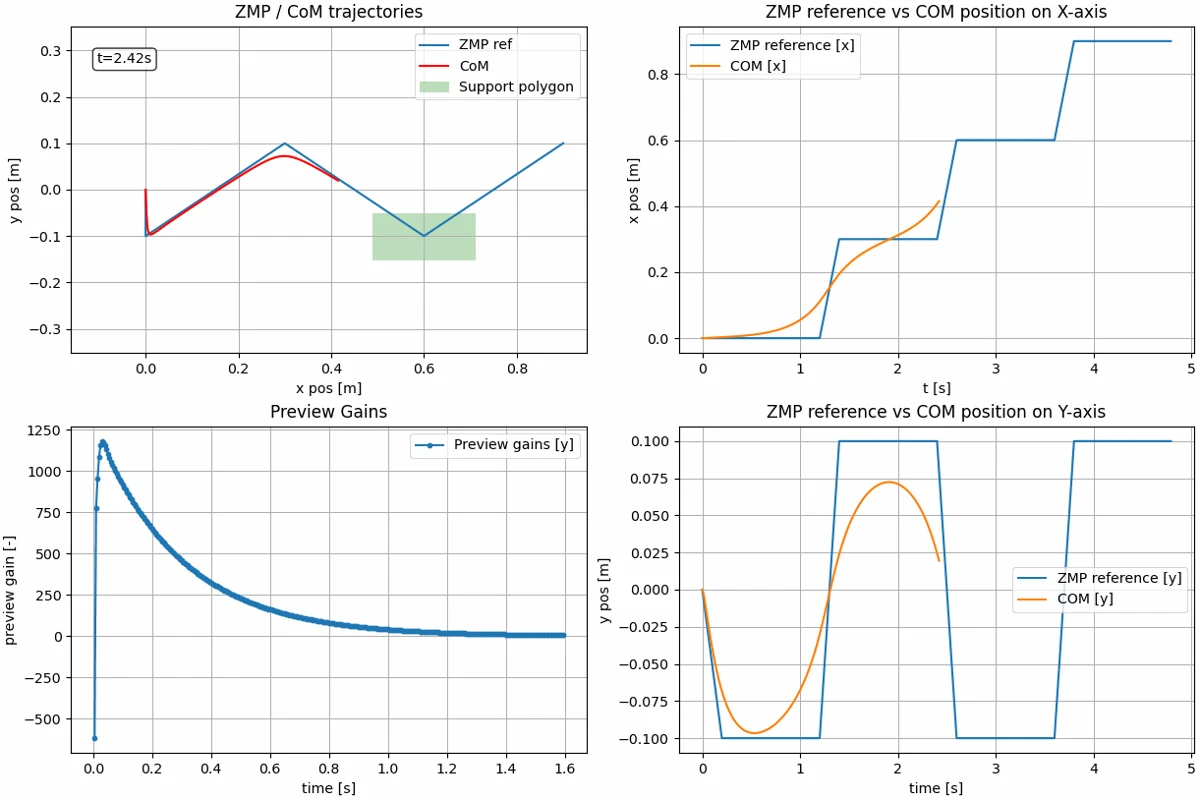 ZMP / CoM trajectories
t=2.42s
ZMP ref
CoM
Support polygon
0.3
0.2
0.1
0.0
−0.1
−0.2
−0.3
y pos [m]
0.0
0.2
0.4
0.6
0.8
x pos [m]
ZMP reference vs COM position on X-axis
ZMP reference [x]
COM [x]
0.8
0.6
0.4
0.2
0.0
x pos [m]
0
1
2
3
4
5
t [s]
Preview Gains
Preview gains [y]
1250
1000
750
500
250
0
−250
−500
preview gain [-]
0.0
0.2
0.4
0.6
0.8
1.0
1.2
1.4
1.6
time [s]
ZMP reference vs COM position on Y-axis
ZMP reference [y]
COM [y]
0.100
0.075
0.050
0.025
0.000
−0.025
−0.050
−0.075
−0.100
y pos [m]
0
1
2
3
4
5
time [s]